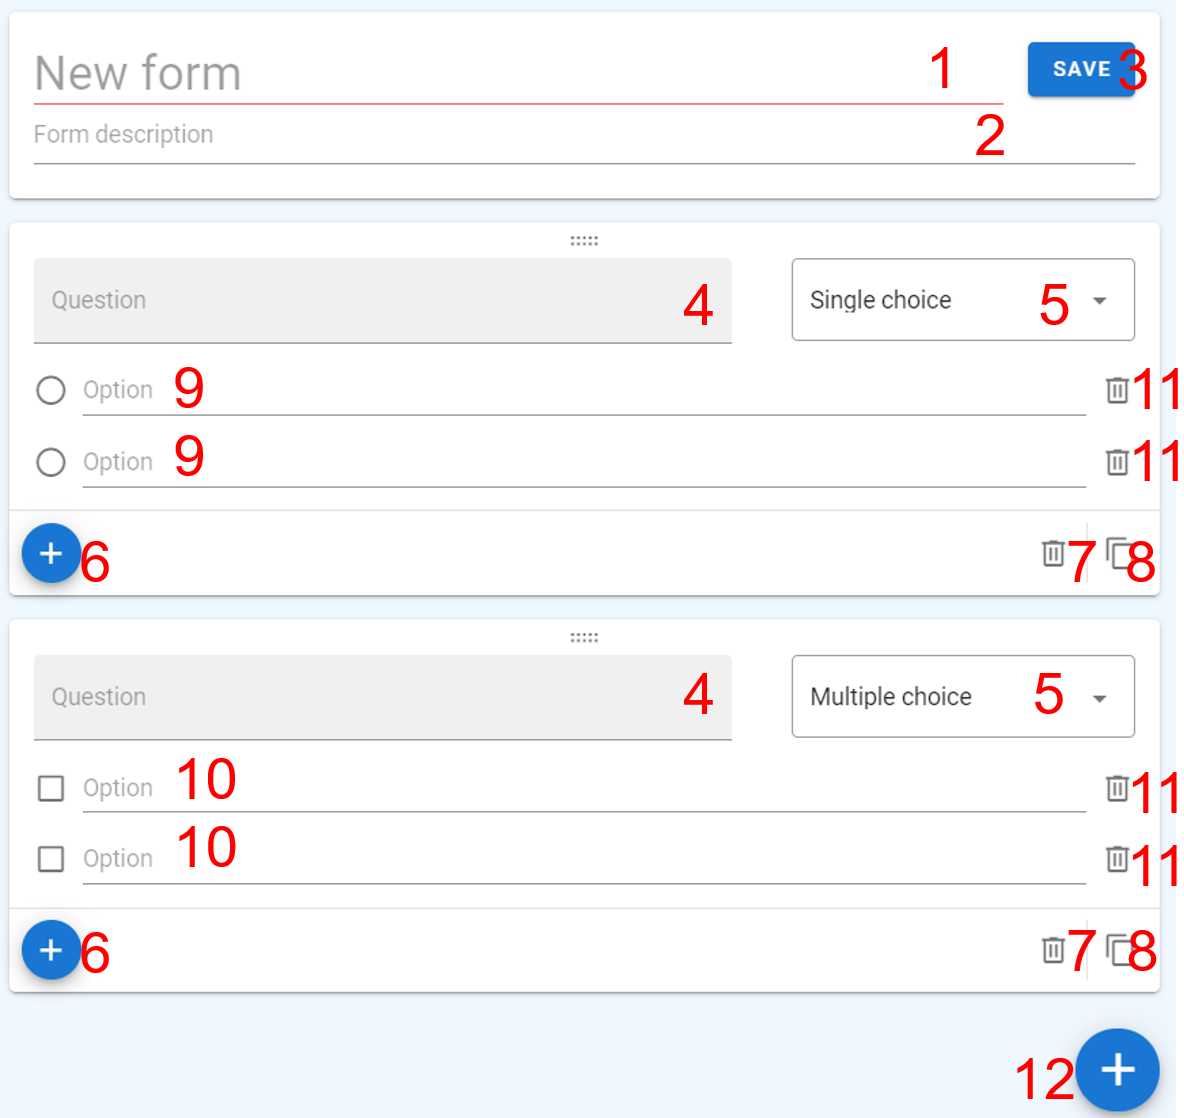 New form 1 SAVE 3
Form description 2
Question 4 Single choice 5
Option 9 11
Option 9 11
6 7 8
Question 4 Multiple choice 5
Option 10 11
Option 10 11
6 7 8
12